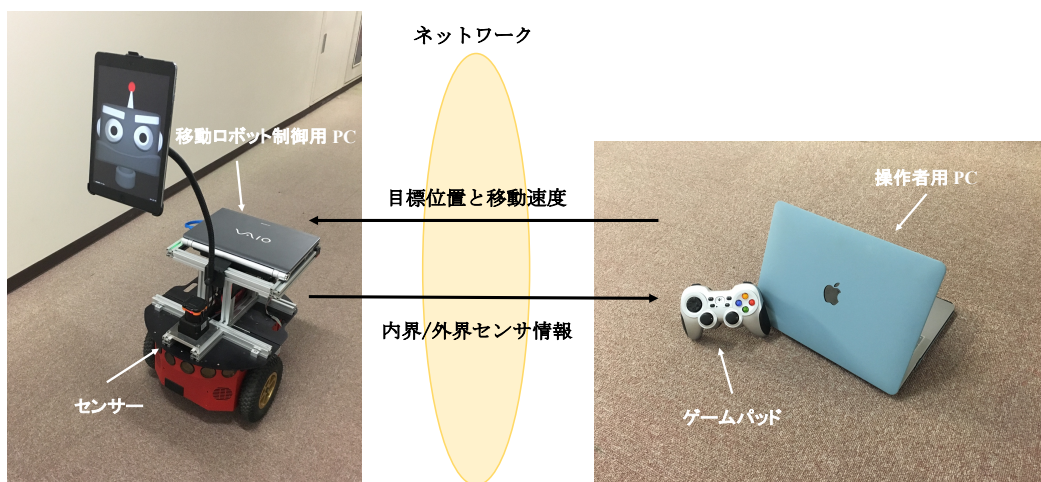 ネットワーク
移動ロボット制御用 PC
VAIO
目標位置と移動速度
操作者用 PC
内界/外界センサ情報
センサー
ゲームパッド